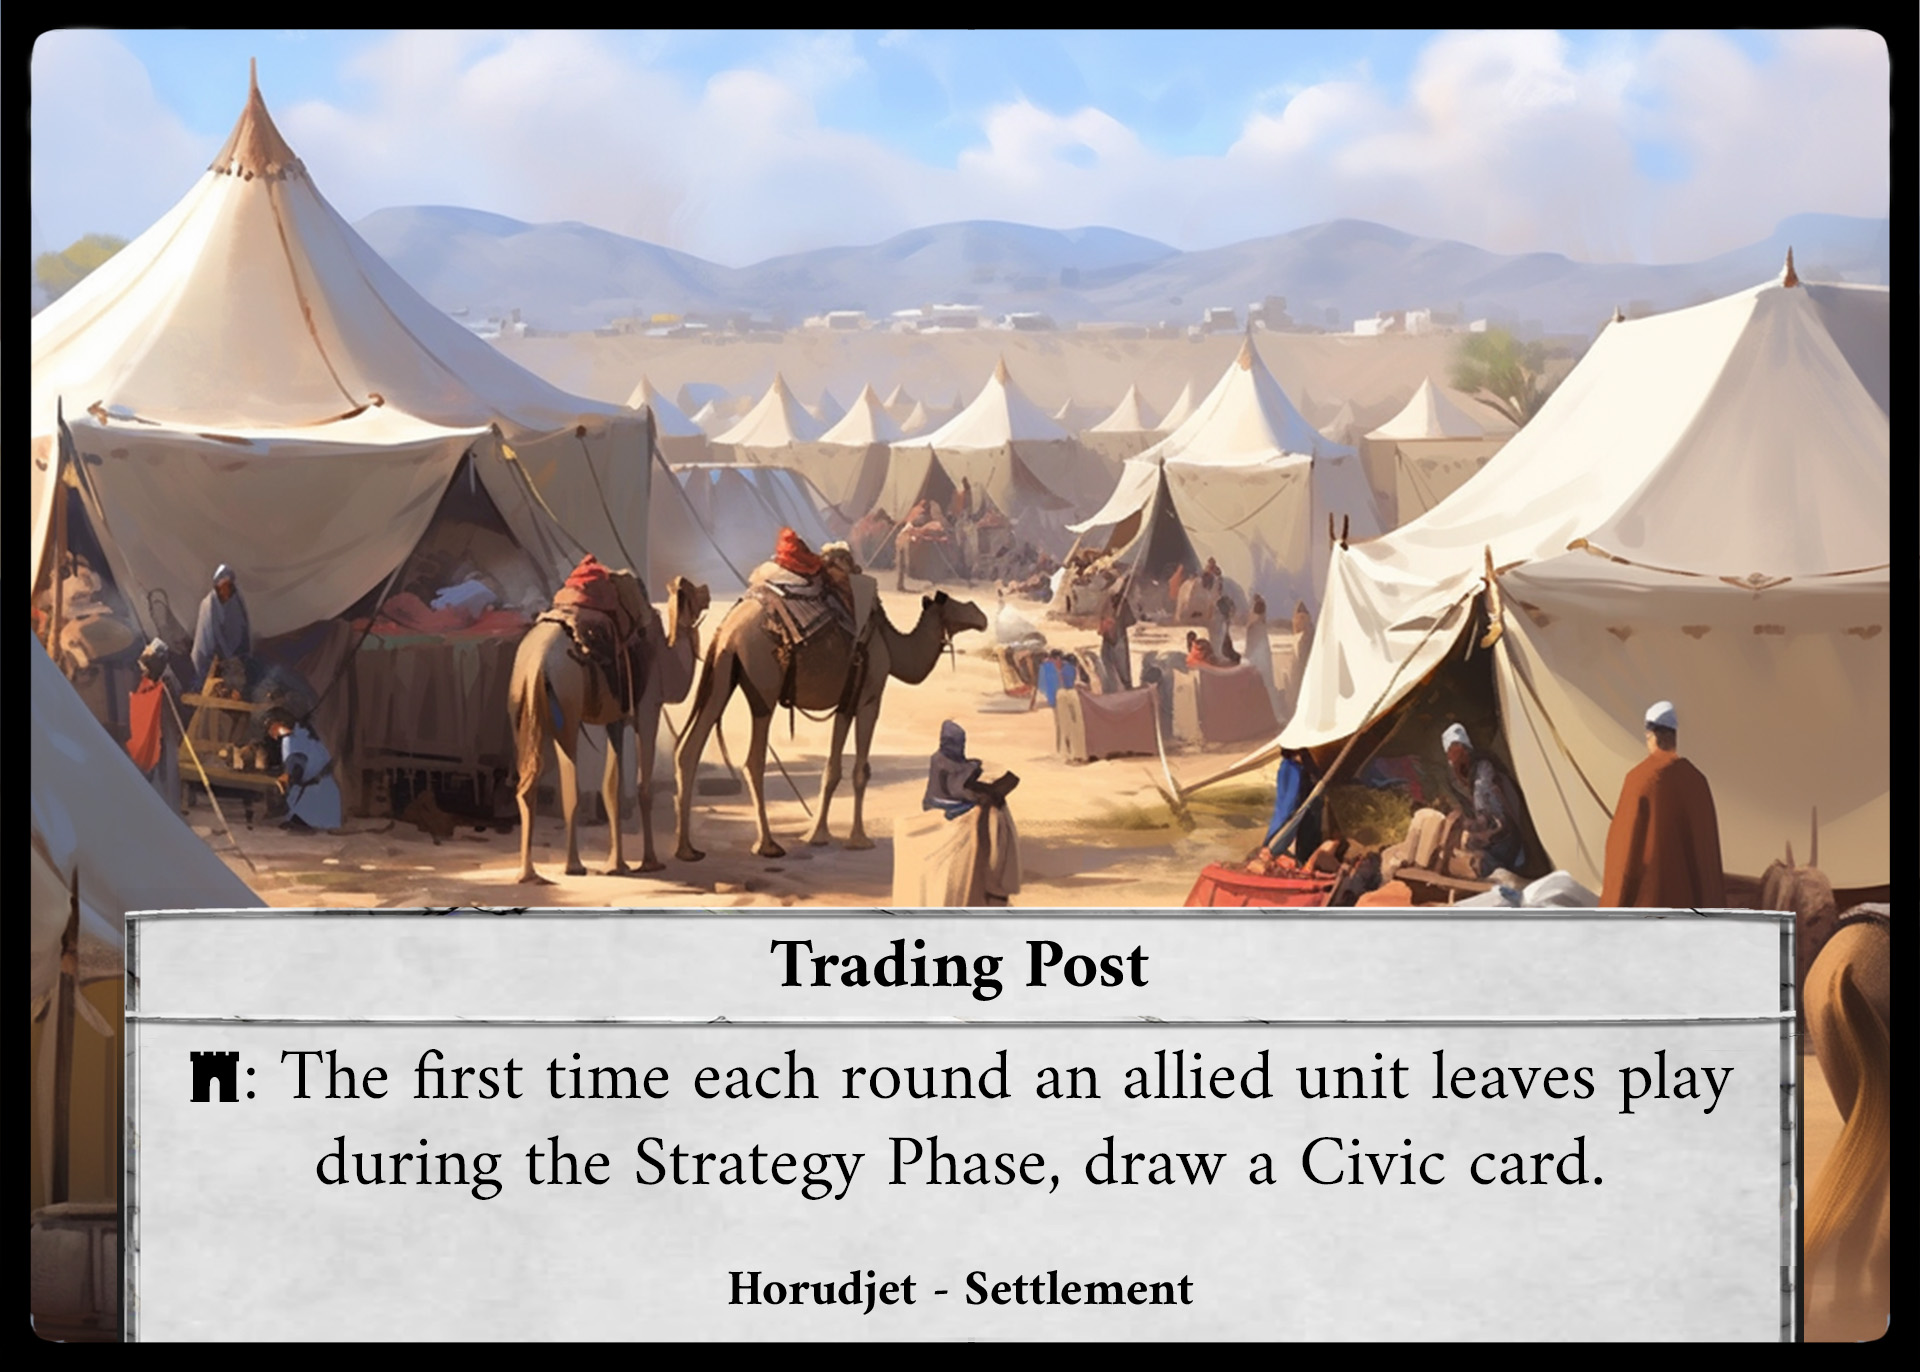 Trading Post
: The first time each round an allied unit leaves play
during the Strategy Phase, draw a Civic card.
Horudjet - Settlement